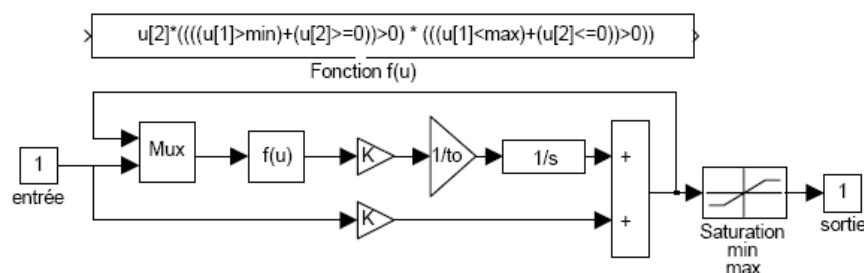 u[2]*((((u[1]>min)+(u[2]>=0))>0) * (((u[1]<max)+(u[2]<=0))>0))
Fonction f(u)
1
entrée
Mux
f(u)
K
1/to
1/s
+
+
K
Saturation
min
max
1
sortie